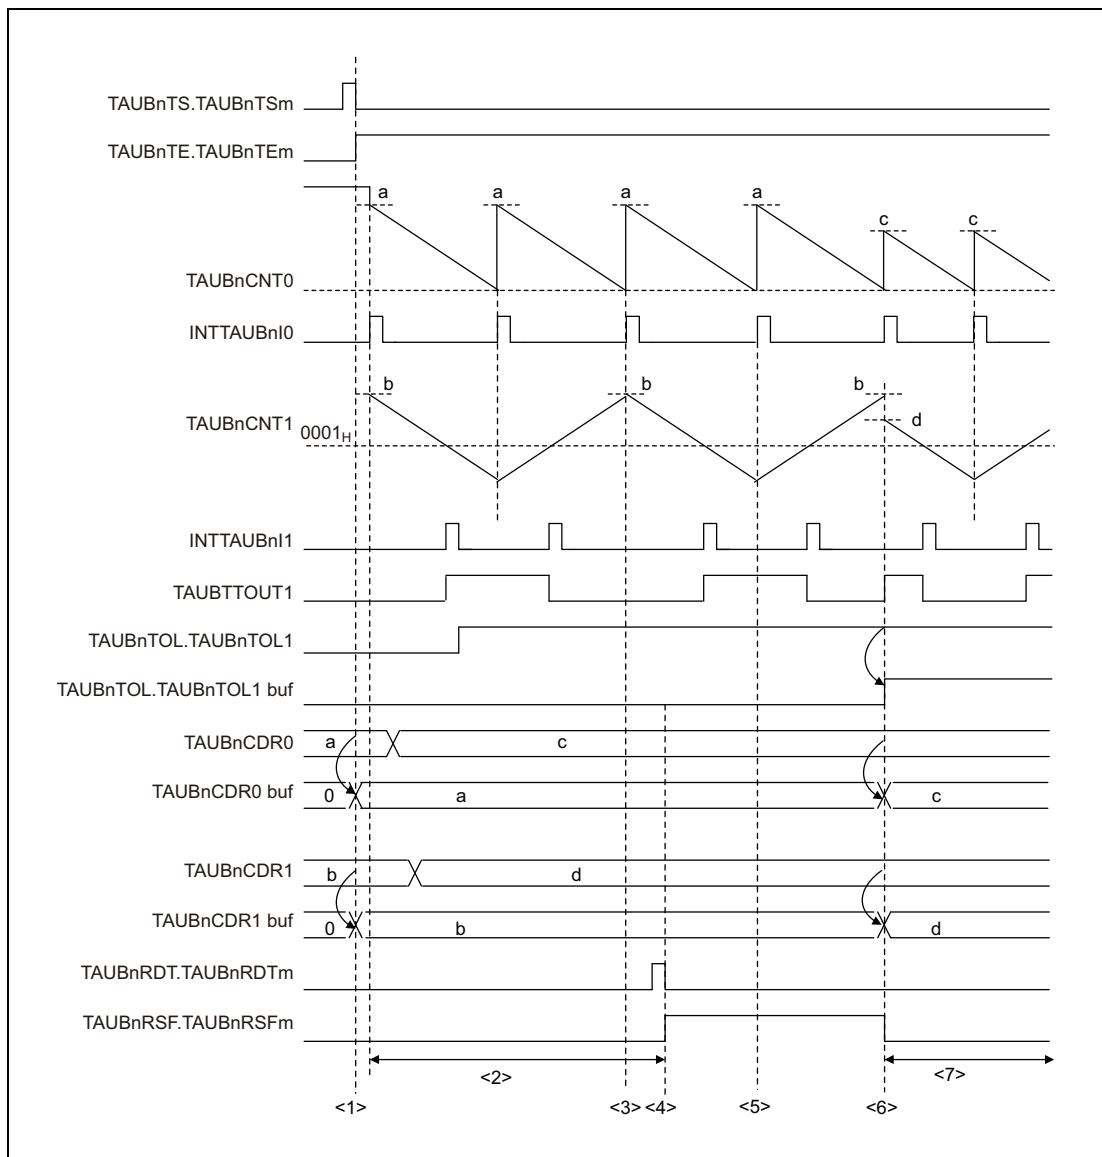 TAUBnTS.TAUBnTSm
TAUBnTE.TAUBnTEm
a a a a c c
TAUBnCNT0
INTTAUBnI0
b b b d
TAUBnCNT1
0001H
INTTAUBnI1
TAUBTTOUT1
TAUBnTOL.TAUBnTOL1
TAUBnTOL.TAUBnTOL1 buf
TAUBnCDR0 a c
TAUBnCDR0 buf 0 a c
TAUBnCDR1 b d
TAUBnCDR1 buf 0 b d
TAUBnRDT.TAUBnRDTm
TAUBnRSF.TAUBnRSFm
<2> <7>
<1> <3> <4> <5> <6>